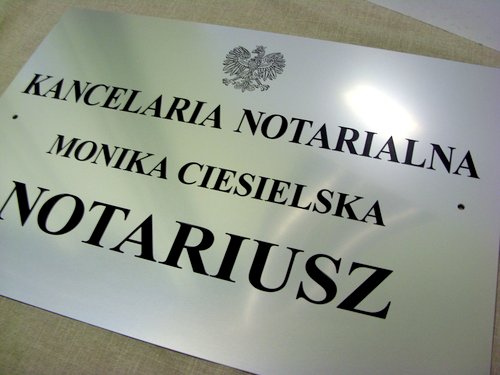 KANCELARIA NOTARIALNA
MONIKA CIESIELSKA
NOTARIUSZ